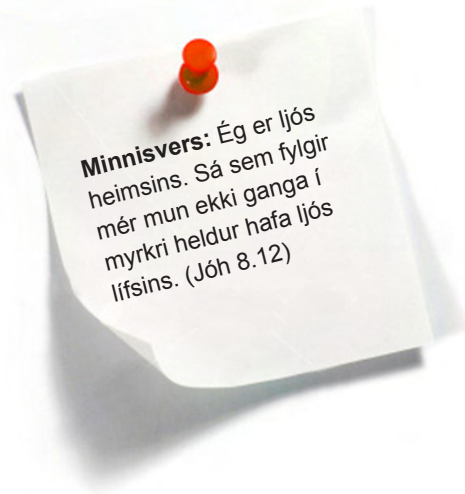 Minnisvers: Ég er ljós
heimsins. Sá sem fylgir
mér mun ekki ganga í
myrkri heldur hafa ljós
lífsins. (Jóh 8.12)